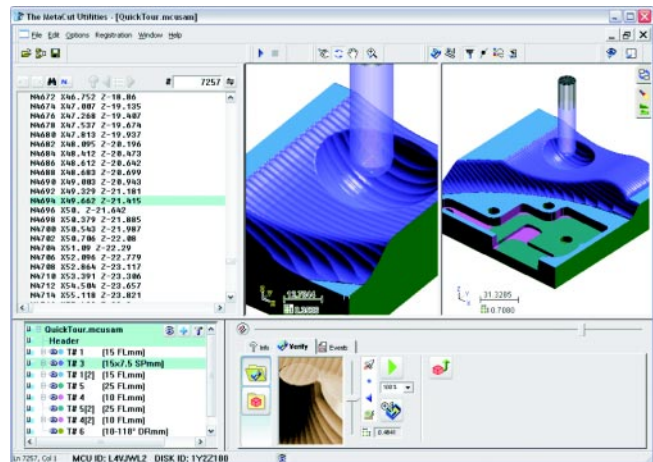 The MetaCut Utilities - [QuickTour.mcusam]
File Edit Options Registration Window Help
# 7257
N4672 X46.752 Z-18.86
N4674 X47.007 Z-19.135
N4676 X47.268 Z-19.407
N4678 X47.537 Z-19.674
N4680 X47.813 Z-19.937
N4682 X48.095 Z-20.196
N4684 X48.412 Z-20.473
N4686 X48.612 Z-20.642
N4688 X48.683 Z-20.699
N4690 X49.003 Z-20.943
N4692 X49.329 Z-21.181
N4694 X49.662 Z-21.415
N4696 X50. Z-21.642
N4698 X50.379 Z-21.885
N4700 X50.543 Z-21.987
N4702 X50.706 Z-22.08
N4704 X51.09 Z-22.29
N4706 X52.096 Z-22.779
N4708 X52.864 Z-23.117
N4710 X53.391 Z-23.306
N4712 X54.504 Z-23.657
N4714 X55.118 Z-23.821
31.3285
0.7880
QuickTour.mcusam
Header
T# 1 [15 FLmm]
T# 3 [15x7.5 SPmm]
T# 1[2] [15 FLmm]
T# 5 [25 FLmm]
T# 4 [10 FLmm]
T# 5[2] [25 FLmm]
T# 4[2] [10 FLmm]
T# 6 [10-118° DRmm]
Info Verify Events
100%
Ln 7257, Col 1 MCU ID: L4VJWL2 DISK ID: 1Y2Z180